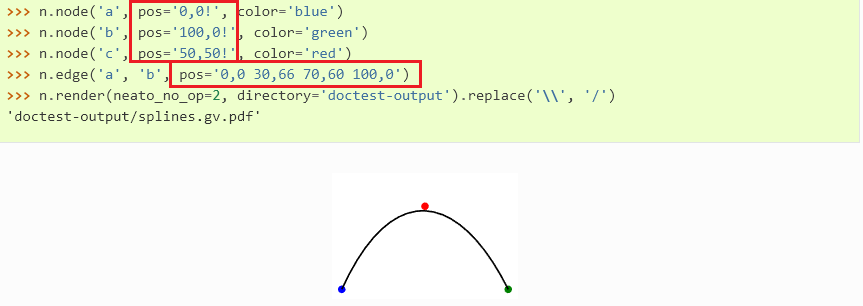 >>> n.node('a', pos='0,0!', color='blue')
>>> n.node('b', pos='100,0!', color='green')
>>> n.node('c', pos='50,50!', color='red')
>>> n.edge('a', 'b', pos='0,0 30,66 70,60 100,0')
>>> n.render(neato_no_op=2, directory='doctest-output').replace('\\', '/')
'doctest-output/splines.gv.pdf'